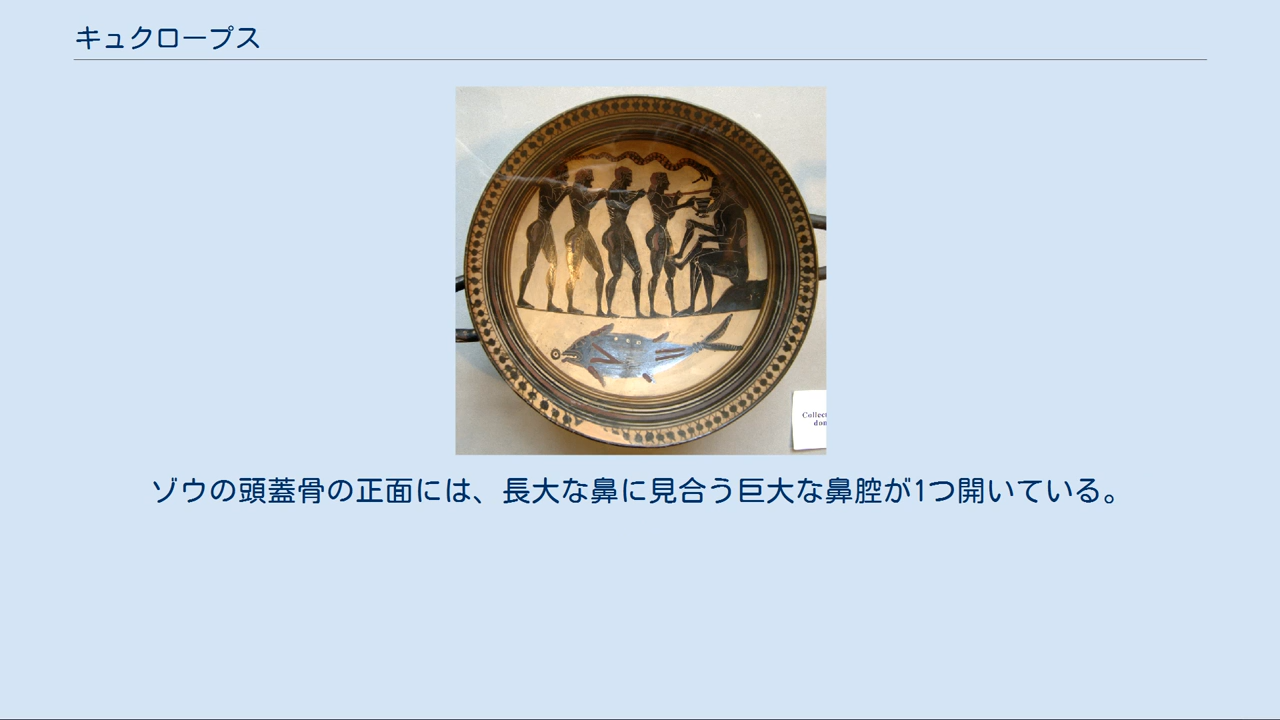 キュクロープス
Collect
ゾウの頭蓋骨の正面には、長大な鼻に見合う巨大な鼻腔が1つ開いている。